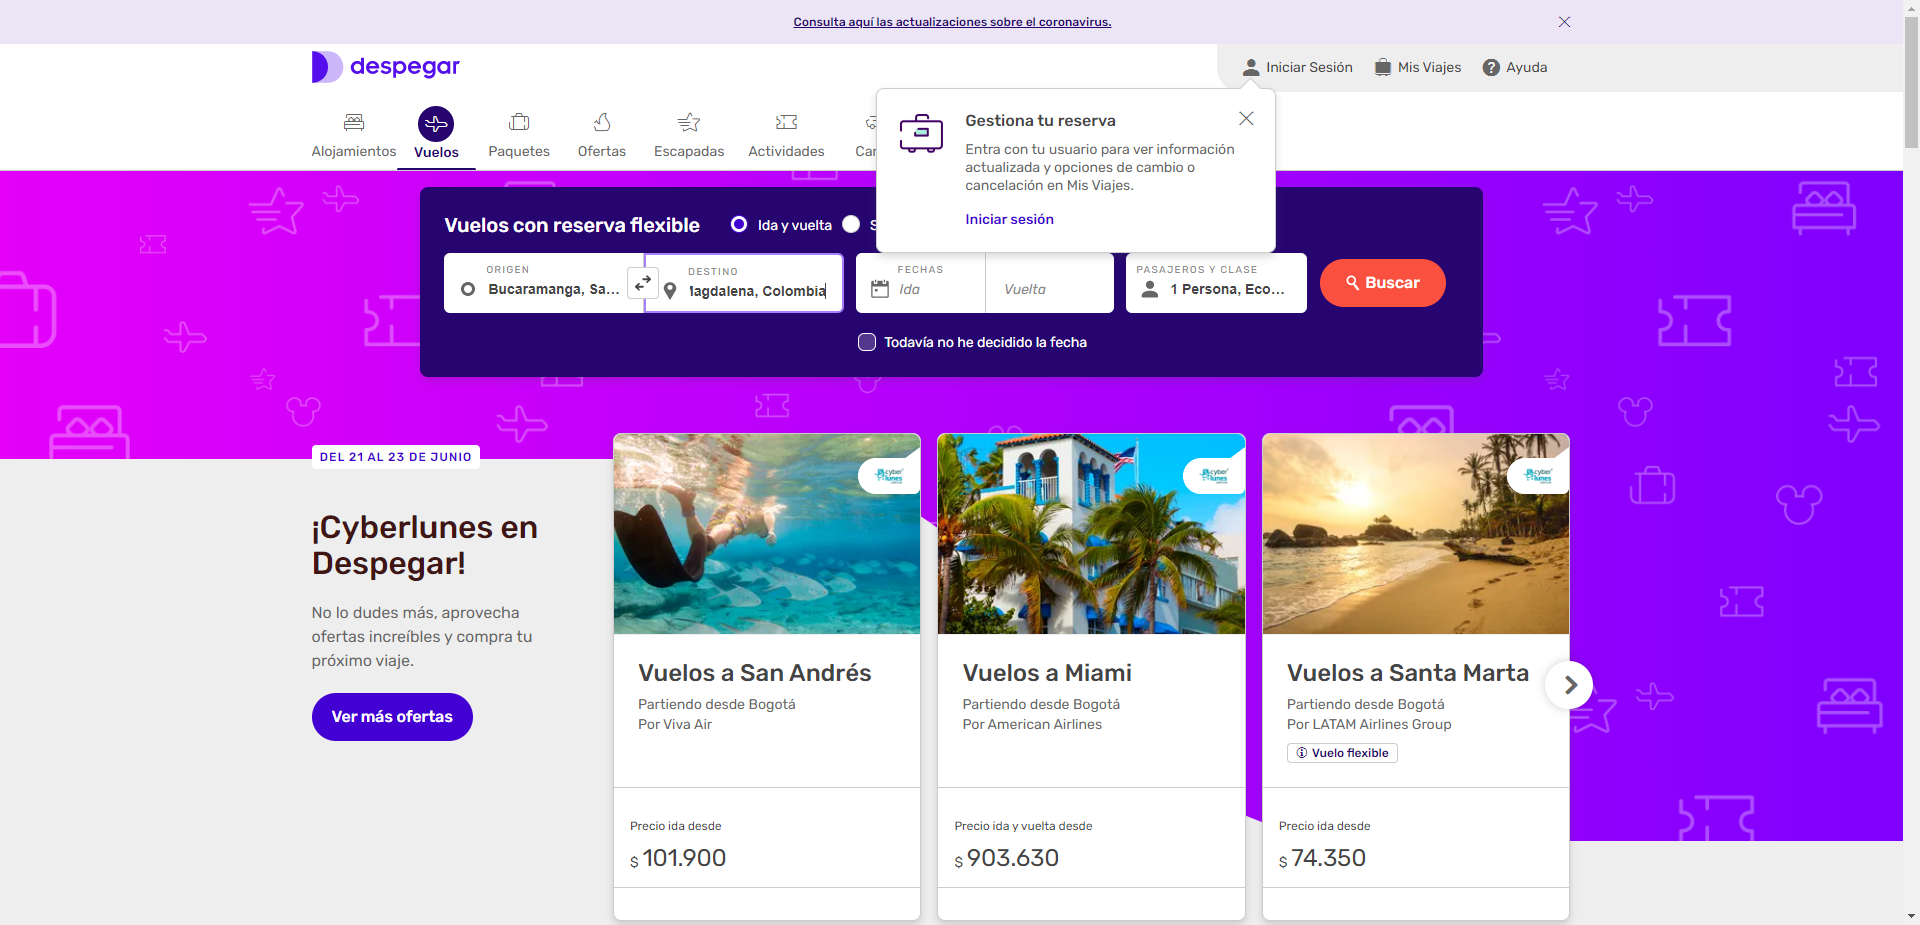 Consulta aquí las actualizaciones sobre el coronavirus.
despegar
Iniciar Sesión
Mis Viajes
Ayuda
Alojamientos
Vuelos
Paquetes
Ofertas
Escapadas
Actividades
Gestiona tu reserva
Entra con tu usuario para ver información
actualizada y opciones de cambio o
cancelación en Mis Viajes.
Iniciar sesión
Vuelos con reserva flexible
Ida y vuelta
ORIGEN
Bucaramanga, Sa...
DESTINO
agdalena, Colombia
FECHAS
Ida
Vuelta
PASAJEROS Y CLASE
1 Persona, Eco...
Buscar
Todavía no he decidido la fecha
DEL 21 AL 23 DE JUNIO
¡Cyberlunes en
Despegar!
No lo dudes más, aprovecha
ofertas increíbles y compra tu
próximo viaje.
Ver más ofertas
cyber
lunes
Vuelos a San Andrés
Partiendo desde Bogotá
Por Viva Air
Precio ida desde
$ 101.900
cyber
lunes
Vuelos a Miami
Partiendo desde Bogotá
Por American Airlines
Precio ida y vuelta desde
$ 903.630
cyber
lunes
Vuelos a Santa Marta
Partiendo desde Bogotá
Por LATAM Airlines Group
Vuelo flexible
Precio ida desde
$ 74.350